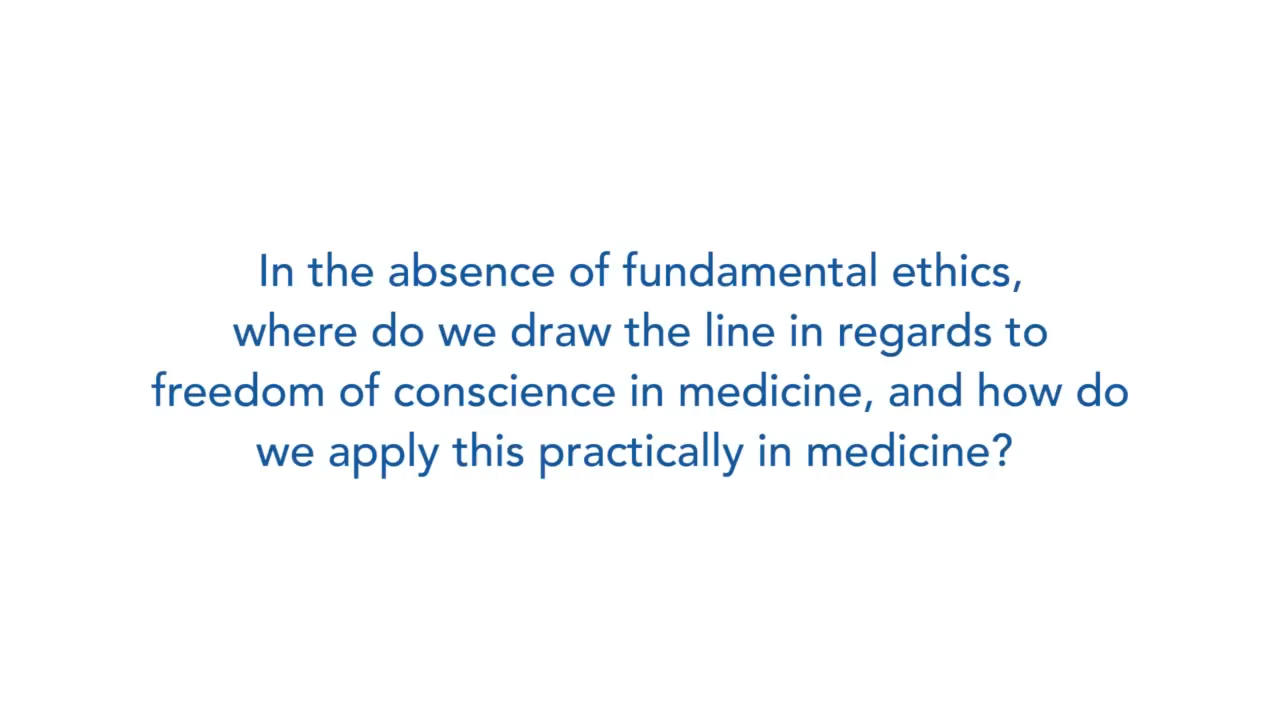 In the absence of fundamental ethics,
where do we draw the line in regards to
freedom of conscience in medicine, and how do
we apply this practically in medicine?